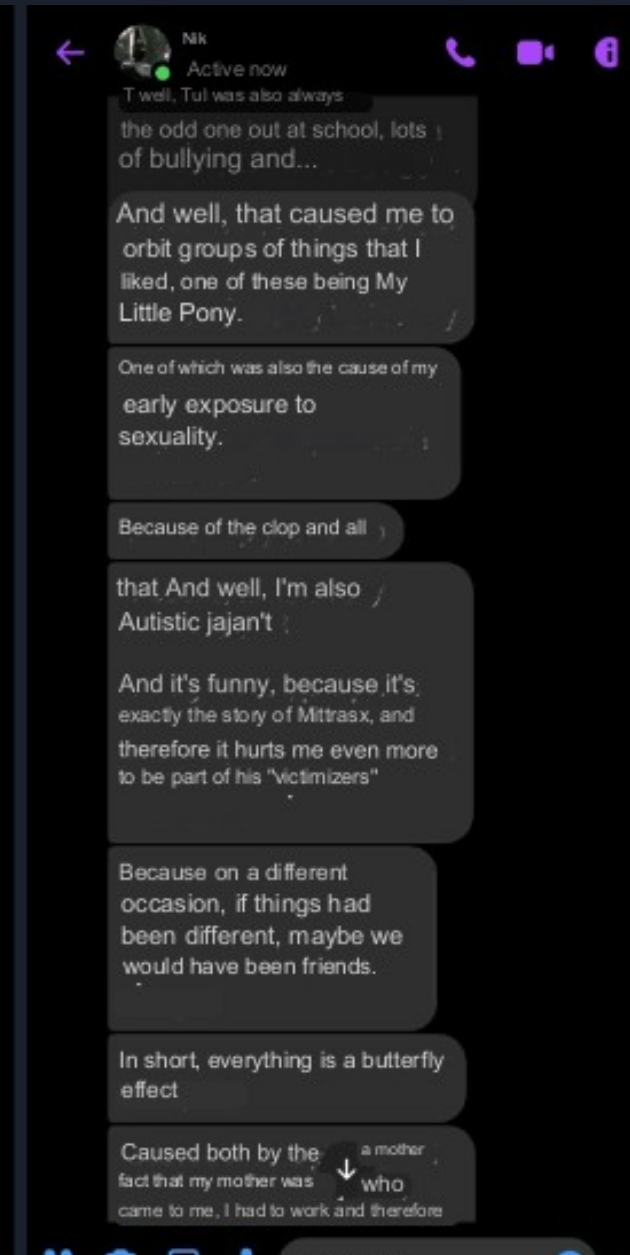 Nik
Active now
T well, Tul was also always
the odd one out at school, lots
of bullying and...
And well, that caused me to
orbit groups of things that I
liked, one of these being My
Little Pony.
One of which was also the cause of my
early exposure to
sexuality.
Because of the clop and all
that And well, I'm also
Autistic jajan't
And it's funny, because it's
exactly the story of Mittrasx, and
therefore it hurts me even more
to be part of his "victimizers"
Because on a different
occasion, if things had
been different, maybe we
would have been friends.
In short, everything is a butterfly
effect
Caused both by the a mother
fact that my mother was who
came to me, I had to work and therefore